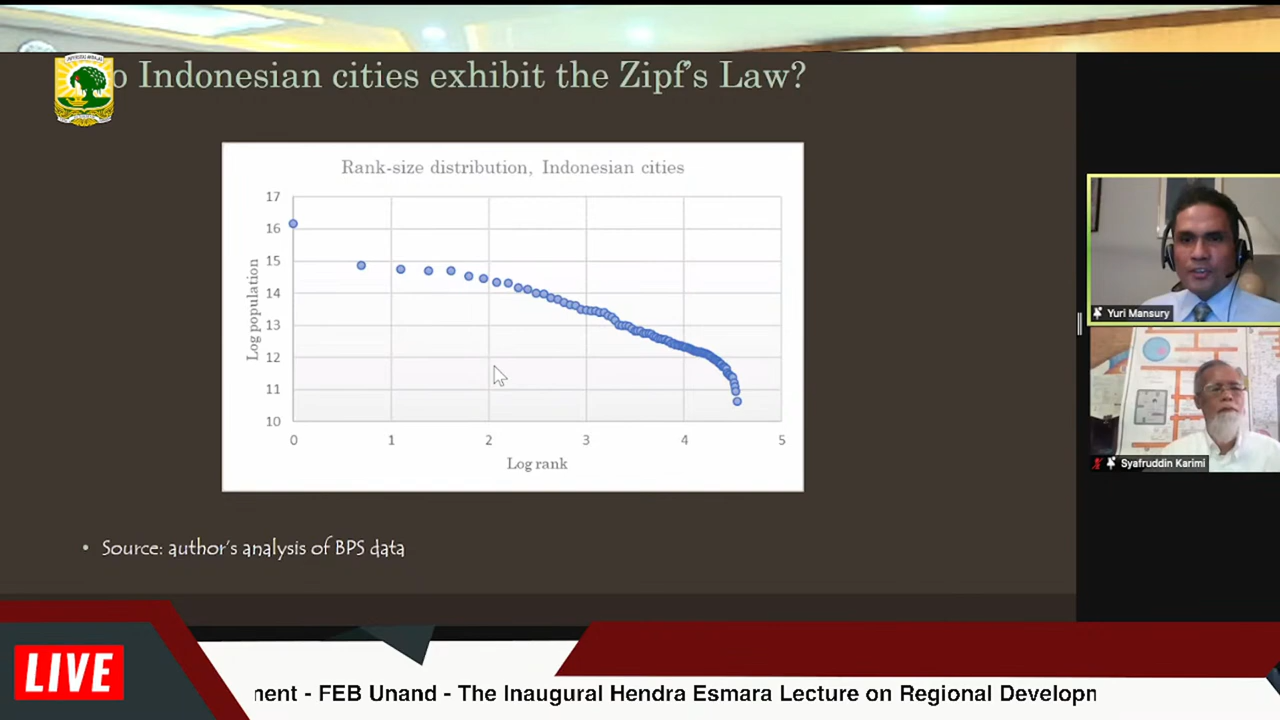 o Indonesian cities exhibit the Zipf's Law?
Rank-size distribution, Indonesian cities
17
16
15
14
13
12
11
10
Log population
0 1 2 3 4 5
Log rank
• Source: author's analysis of BPS data
Yuri Mansury
Syafruddin Karimi
LIVE
nent - FEB Unand - The Inaugural Hendra Esmara Lecture on Regional Developn